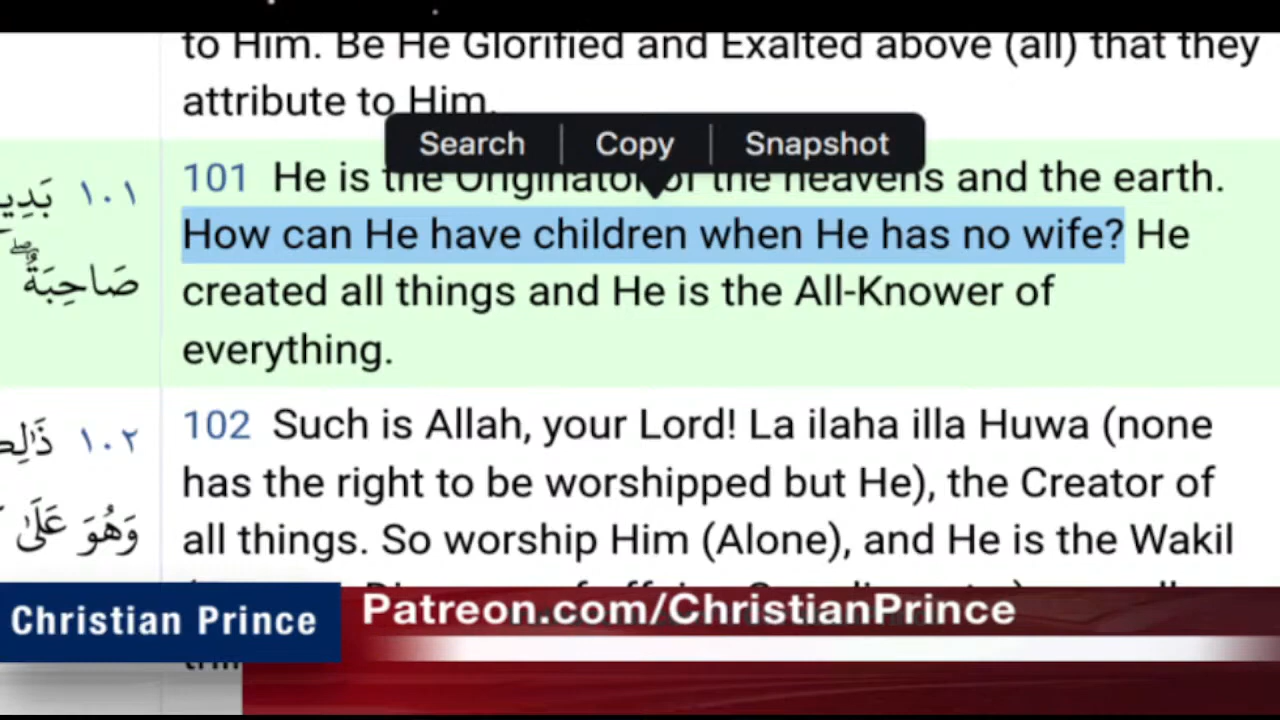 to Him. Be He Glorified and Exalted above (all) that they
attribute to Him.
Search
Copy
Snapshot
١٠١
101 He is the Originator of the heavens and the earth.
صَاحِبَةٌ ۖ
How can He have children when He has no wife? He
created all things and He is the All-Knower of
everything.
١٠٢
102 Such is Allah, your Lord! La ilaha illa Huwa (none
has the right to be worshipped but He), the Creator of
وَهُوَ عَلَىٰ
all things. So worship Him (Alone), and He is the Wakil
Christian Prince
Patreon.com/ChristianPrince